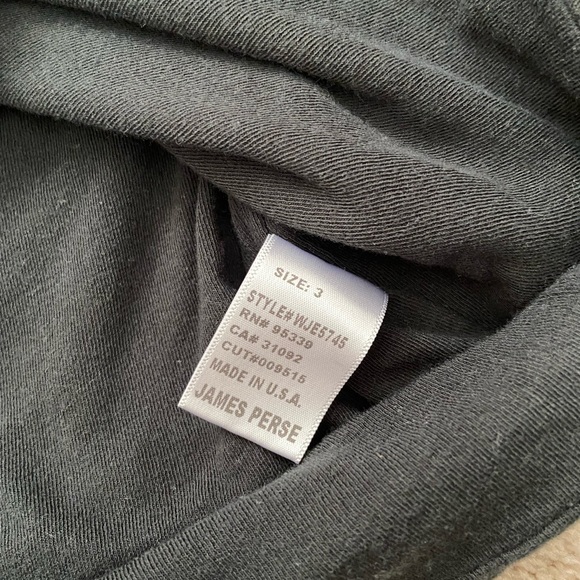 SIZE: 3
STYLE# WJE5745
RN# 95339
CA# 31092
CUT#009515
MADE IN U.S.A.
JAMES PERSE